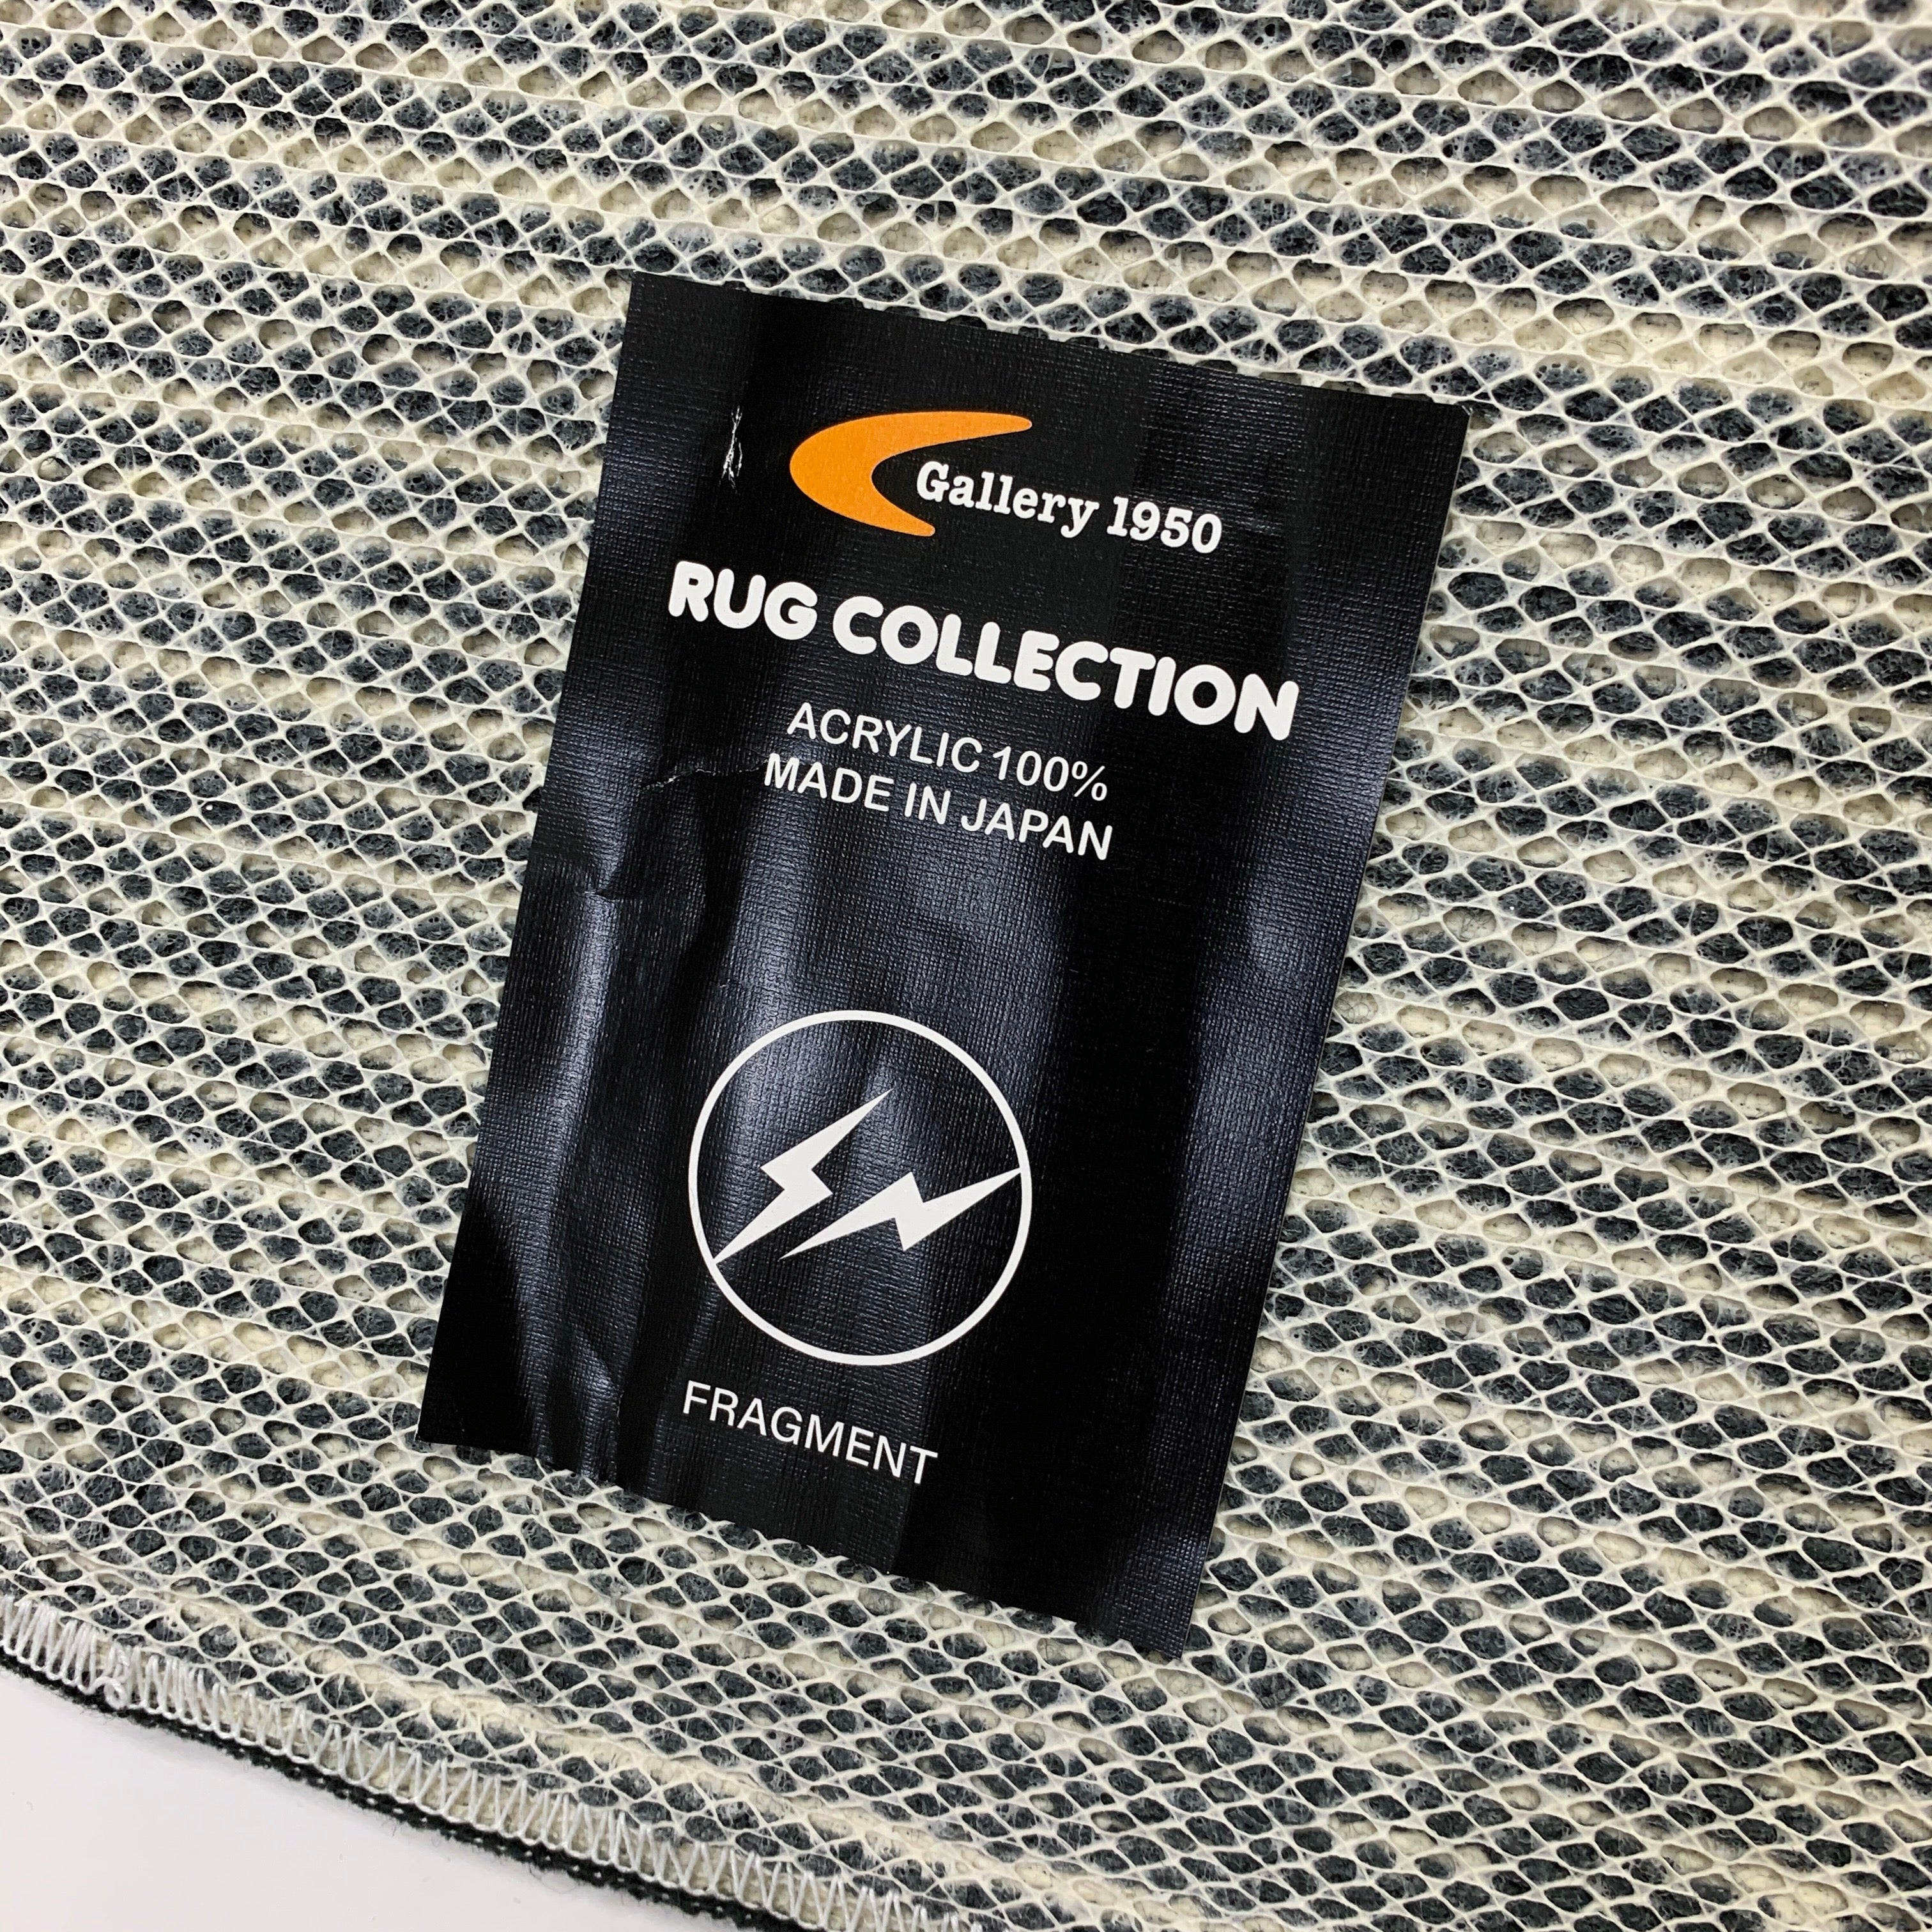 Gallery 1950
RUG COLLECTION
ACRYLIC 100%
MADE IN JAPAN
FRAGMENT